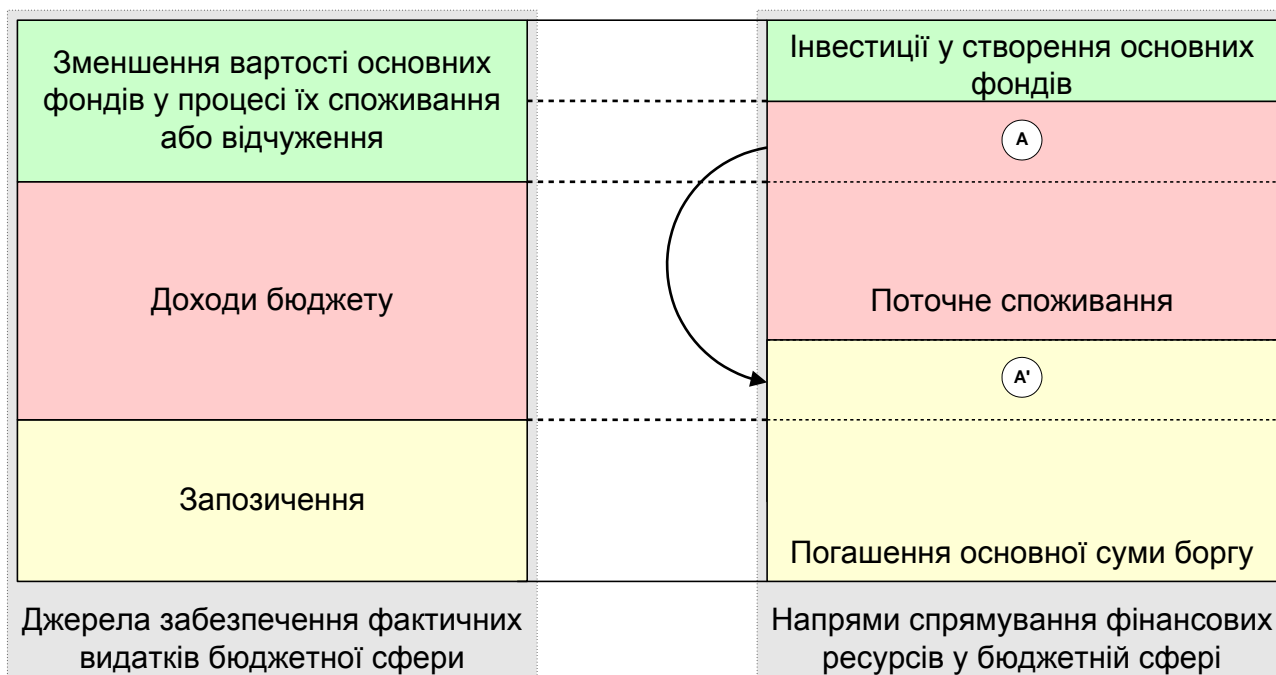 Зменшення вартості основних
фондів у процесі їх споживання
або відчуження
Доходи бюджету
Запозичення
Джерела забезпечення фактичних
видатків бюджетної сфери
Інвестиції у створення основних
фондів
A
Поточне споживання
A'
Погашення основної суми боргу
Напрями спрямування фінансових
ресурсів у бюджетній сфері